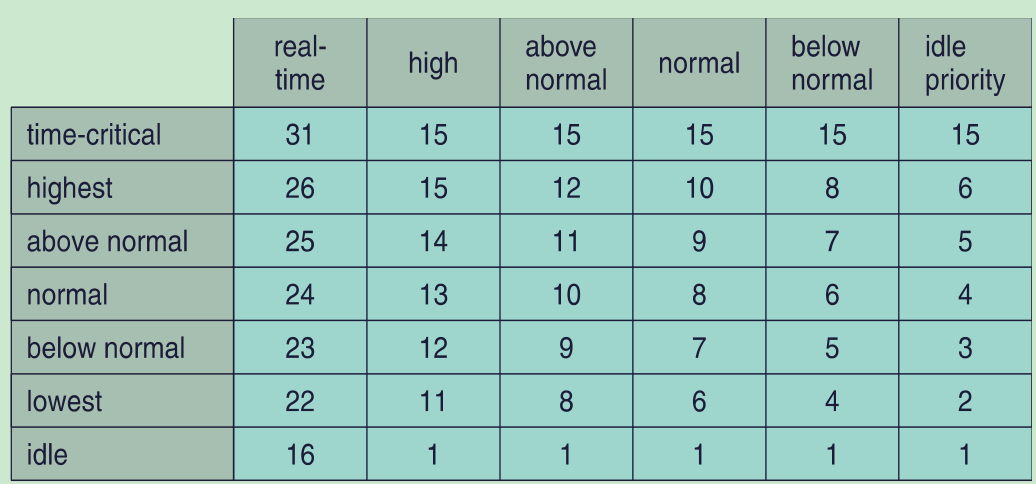 real-time high above normal normal below normal idle priority
time-critical 31 15 15 15 15 15
highest 26 15 12 10 8 6
above normal 25 14 11 9 7 5
normal 24 13 10 8 6 4
below normal 23 12 9 7 5 3
lowest 22 11 8 6 4 2
idle 16 1 1 1 1 1